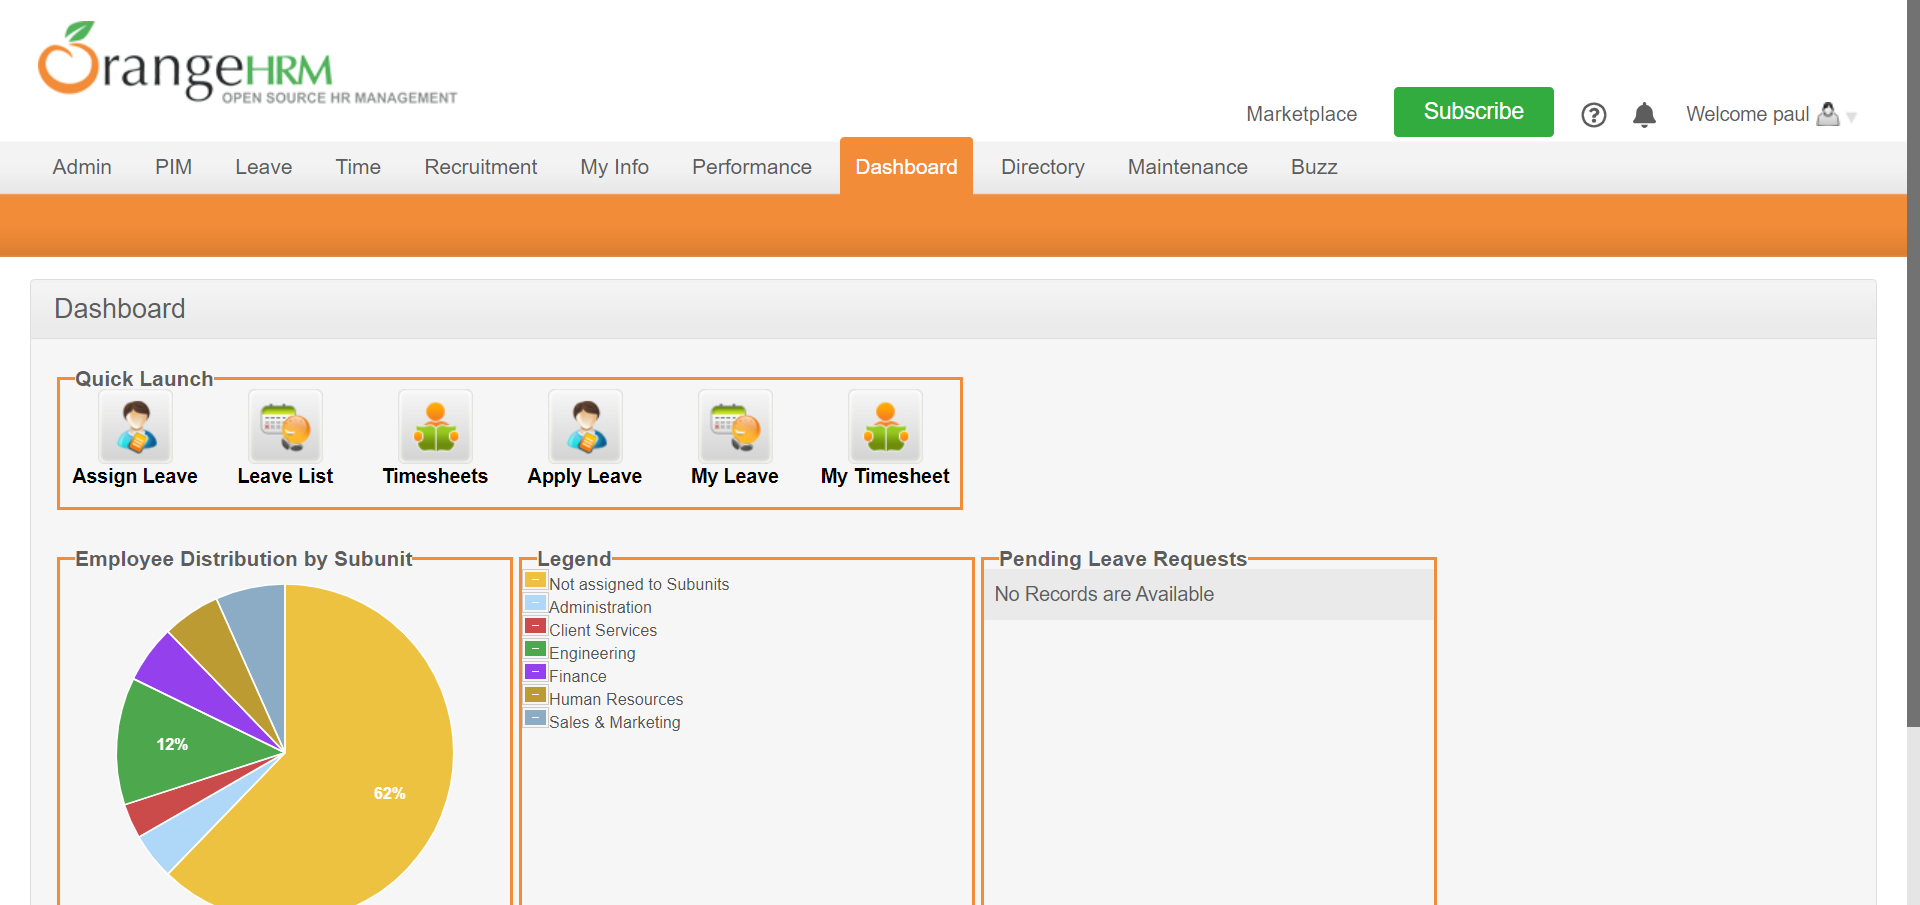 OrangeHRM
OPEN SOURCE HR MANAGEMENT
Marketplace
Subscribe
?
Welcome paul
Admin PIM Leave Time Recruitment My Info Performance Dashboard Directory Maintenance Buzz
Dashboard
Quick Launch
Assign Leave Leave List Timesheets Apply Leave My Leave My Timesheet
Employee Distribution by Subunit
12%
62%
Legend
Not assigned to Subunits
Administration
Client Services
Engineering
Finance
Human Resources
Sales & Marketing
Pending Leave Requests
No Records are Available